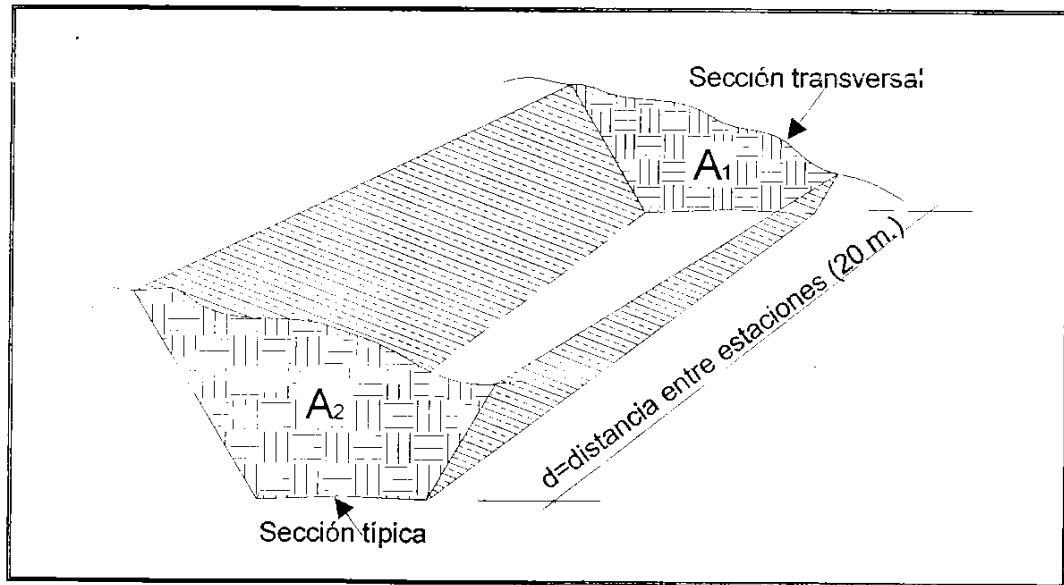 Sección transversal
A₁
d=distancia entre estaciones (20 m.)
A₂
Sección típica